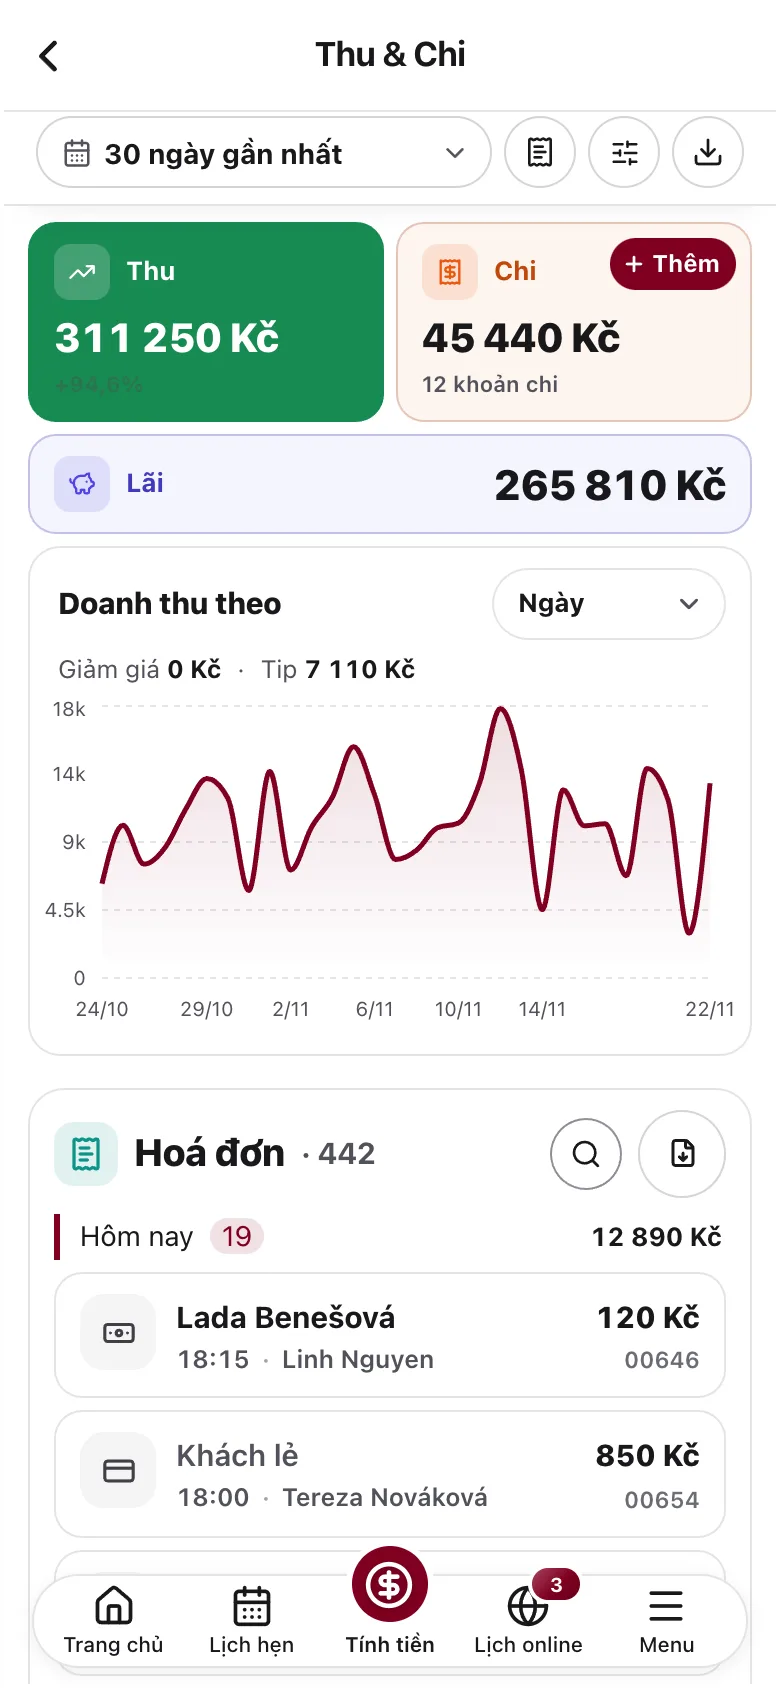 Thu & Chi
30 ngày gần nhất
Thu
311 250 Kč
+94,6%
Chi
+ Thêm
45 440 Kč
12 khoản chi
Lãi
265 810 Kč
Doanh thu theo
Ngày
Giảm giá 0 Kč · Tip 7 110 Kč
18k
14k
9k
4.5k
0
24/10 29/10 2/11 6/11 10/11 14/11 22/11
Hoá đơn · 442
Hôm nay 19 12 890 Kč
Lada Benešová 120 Kč
18:15 · Linh Nguyen 00646
Khách lẻ 850 Kč
18:00 · Tereza Nováková 00654
3
Trang chủ Lịch hẹn Tính tiền Lịch online Menu